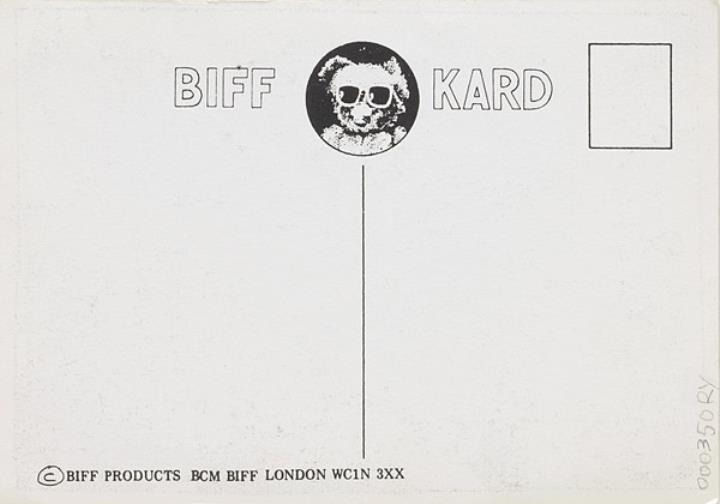 BIFF KARD
© BIFF PRODUCTS BCM BIFF LONDON WC1N 3XX
000350RY